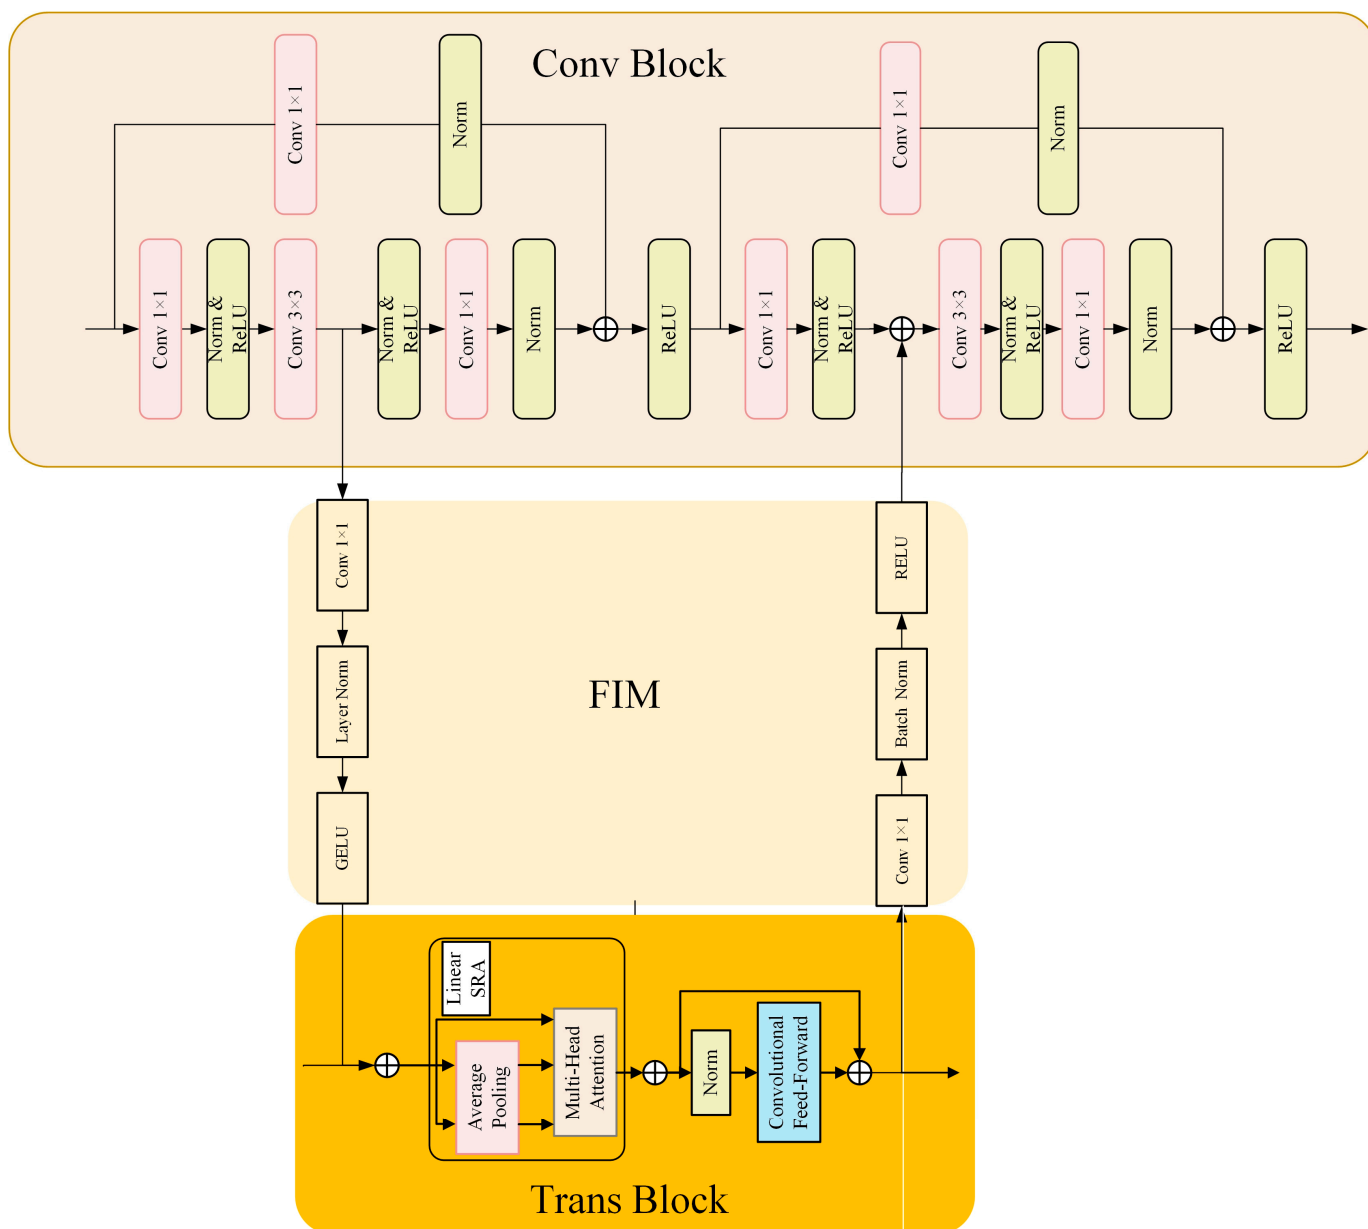 Conv Block
Conv 1×1
Norm
Conv 1×1
Norm
Conv 1×1
Norm &
ReLU
Conv 3×3
Norm &
ReLU
Conv 1×1
Norm
ReLU
Conv 1×1
Norm &
ReLU
Conv 3×3
Norm &
ReLU
Conv 1×1
Norm
ReLU
Conv 1×1
Layer Norm
GELU
FIM
RELU
Batch Norm
Conv 1×1
Linear
SRA
Average
Pooling
Multi-Head
Attention
Norm
Convolutional
Feed-Forward
Trans Block